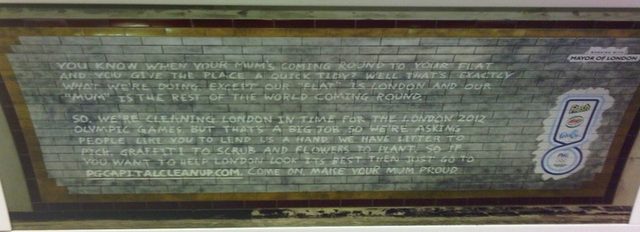 YOU KNOW WHEN YOUR MUM'S COMING ROUND TO YOUR FLAT
AND YOU GIVE THE PLACE A QUICK TIDY? WELL THAT'S EXACTLY
WHAT WE'RE DOING. EXCEPT OUR "FLAT" IS LONDON AND OUR
"MUM" IS THE REST OF THE WORLD COMING ROUND.
SO, WE'RE CLEANING LONDON IN TIME FOR THE LONDON 2012
OLYMPIC GAMES BUT THAT'S A BIG JOB SO WE'RE ASKING
PEOPLE LIKE YOU TO LEND US A HAND. WE HAVE LITTER TO
PICK, GRAFFITI TO SCRUB AND FLOWERS TO PLANT. SO IF
YOU WANT TO HELP LONDON LOOK ITS BEST THEN JUST GO TO
PGCAPITALCLEANUP.COM. COME ON, MAKE YOUR MUM PROUD.
MAYOR OF LONDON
Flash
P&G